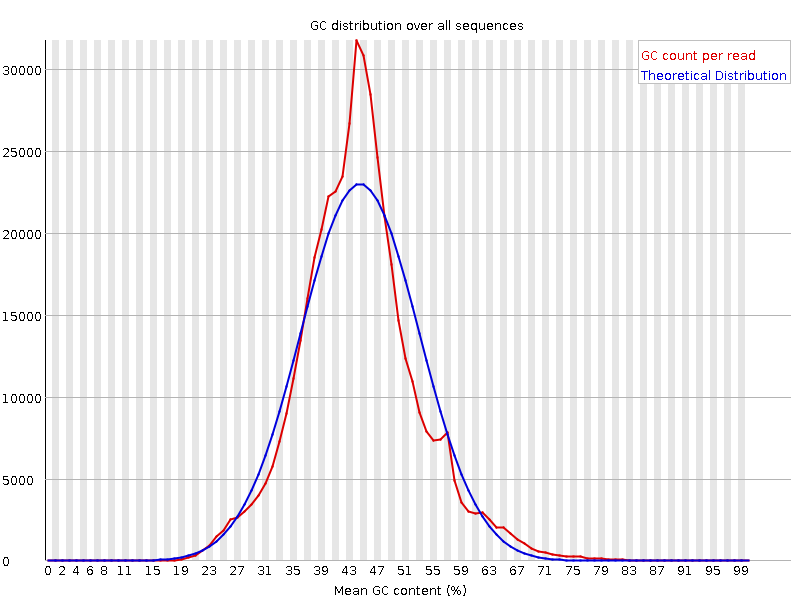 GC distribution over all sequences
GC count per read
Theoretical Distribution
30000
25000
20000
15000
10000
5000
0
0 2 4 6 8 11 15 19 23 27 31 35 39 43 47 51 55 59 63 67 71 75 79 83 87 91 95 99
Mean GC content (%)